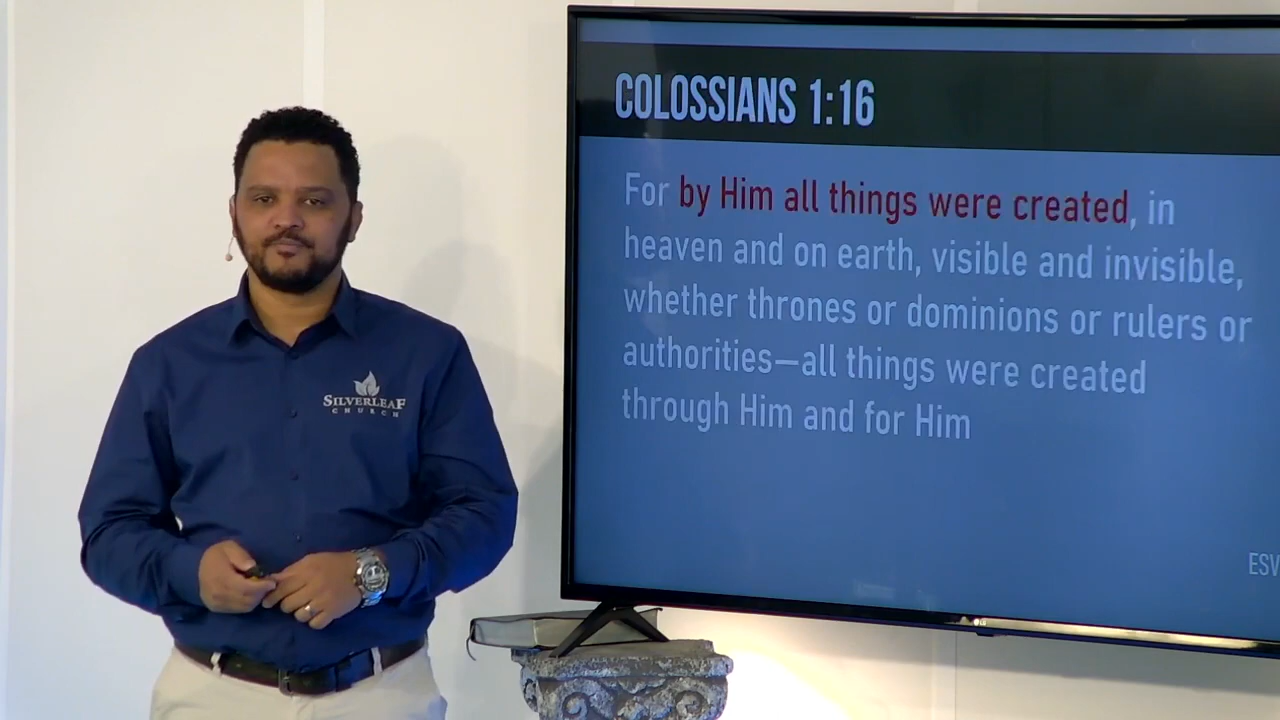 COLOSSIANS 1:16
For by Him all things were created, in
heaven and on earth, visible and invisible,
whether thrones or dominions or rulers or
authorities—all things were created
through Him and for Him
ESV
SILVERLEAF
CHURCH
LG